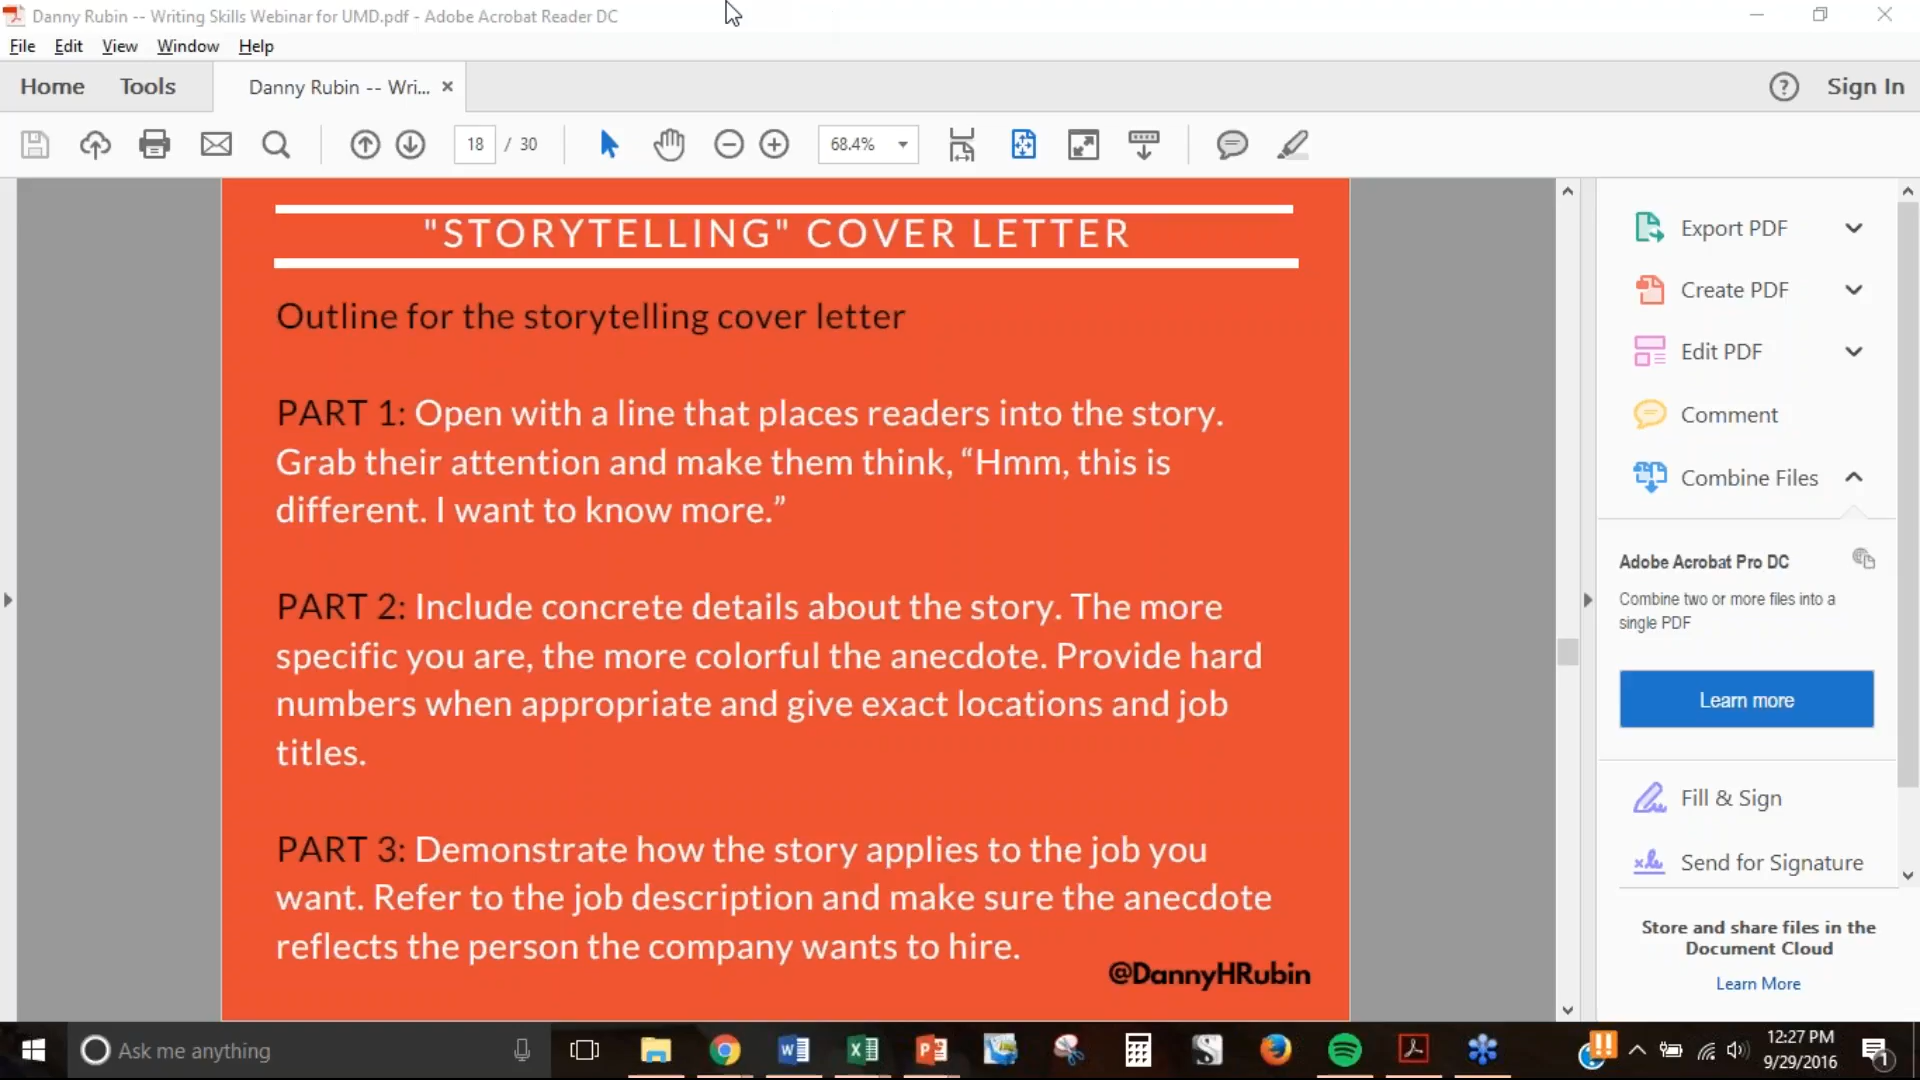 Danny Rubin -- Writing Skills Webinar for UMD.pdf - Adobe Acrobat Reader DC
File Edit View Window Help
Home Tools Danny Rubin -- Wri... × ? Sign In
18 / 30 68.4%
"STORYTELLING" COVER LETTER
Outline for the storytelling cover letter
PART 1: Open with a line that places readers into the story.
Grab their attention and make them think, “Hmm, this is
different. I want to know more.”
PART 2: Include concrete details about the story. The more
specific you are, the more colorful the anecdote. Provide hard
numbers when appropriate and give exact locations and job
titles.
PART 3: Demonstrate how the story applies to the job you
want. Refer to the job description and make sure the anecdote
reflects the person the company wants to hire.
@DannyHRubin
Export PDF
Create PDF
Edit PDF
Comment
Combine Files
Adobe Acrobat Pro DC
Combine two or more files into a
single PDF
Learn more
Fill & Sign
Send for Signature
Store and share files in the
Document Cloud
Learn More
Ask me anything
12:27 PM
9/29/2016
1